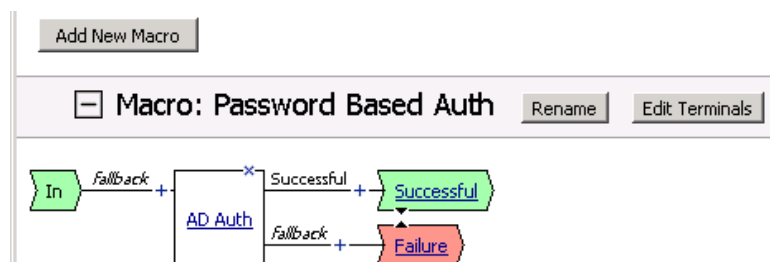 Add New Macro
Macro: Password Based Auth Rename Edit Terminals
In Fallback + AD Auth Successful + Successful
Fallback + Failure